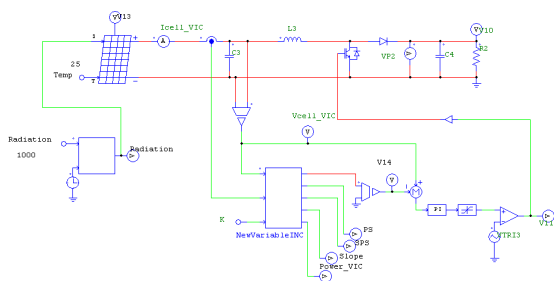 V13
Icell_VIC
L3
V10
C3
VP2
C4
R2
25
Temp
Vcell_VIC
Radiation
Radiation
1000
V14
K
NewVariableINC
PS
SPS
Slope
Power_VIC
PI
VTRI3
V11